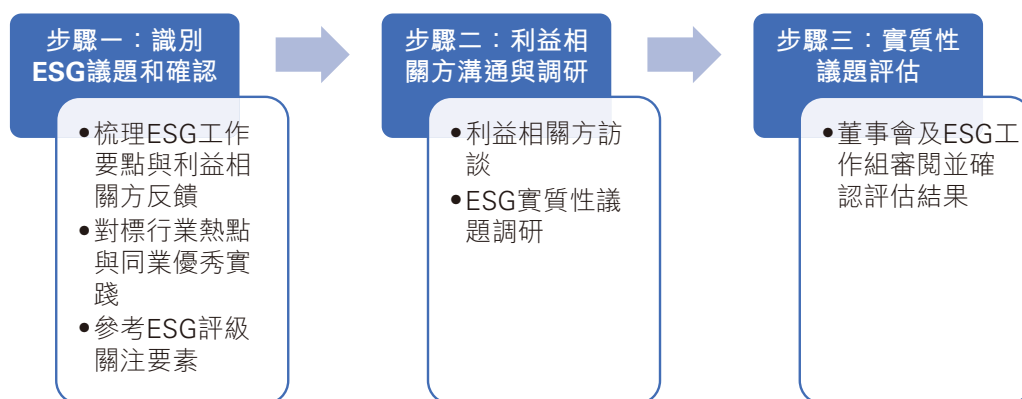 步驟一：識別
ESG議題和確認
•梳理ESG工作
要點與利益相
關方反饋
•對標行業熱點
與同業優秀實
踐
•參考ESG評級
關注要素
步驟二：利益相
關方溝通與調研
•利益相關方訪
談
•ESG實質性議
題調研
步驟三：實質性
議題評估
•董事會及ESG工
作組審閱並確
認評估結果